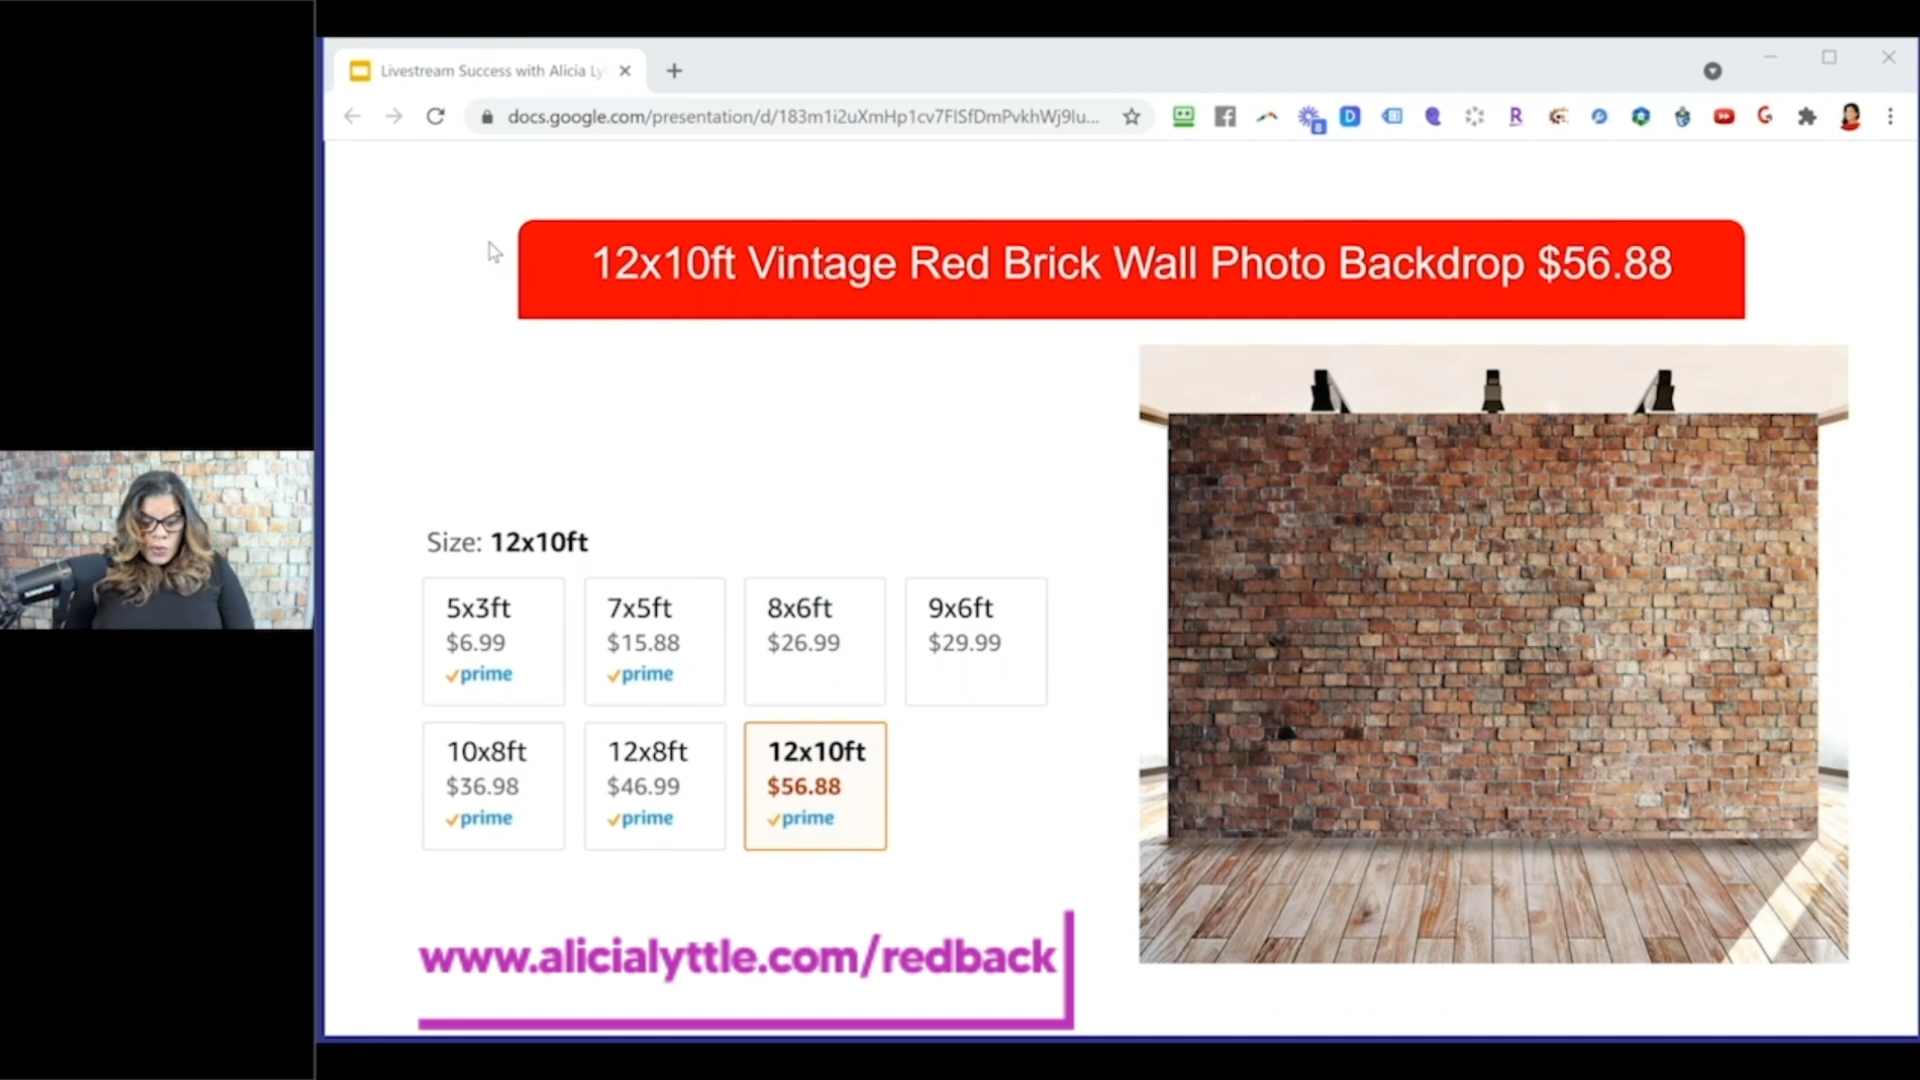 Livestream Success with Alicia Ly
docs.google.com/presentation/d/183m1i2uXmHp1cv7FlSfDmPvkhWj9lu...
12x10ft Vintage Red Brick Wall Photo Backdrop $56.88
Size: 12x10ft
5x3ft 7x5ft 8x6ft 9x6ft
$6.99 $15.88 $26.99 $29.99
prime prime
10x8ft 12x8ft 12x10ft
$36.98 $46.99 $56.88
prime prime prime
www.alicialyttle.com/redback